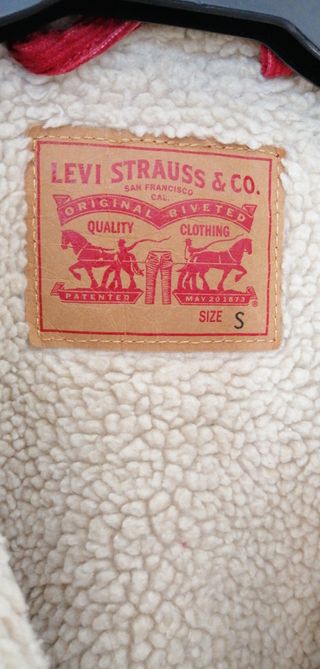 LEVI STRAUSS & CO.
SAN FRANCISCO
CAL.
ORIGINAL RIVETED
QUALITY CLOTHING
PATENTED MAY 20 1873
SIZE S